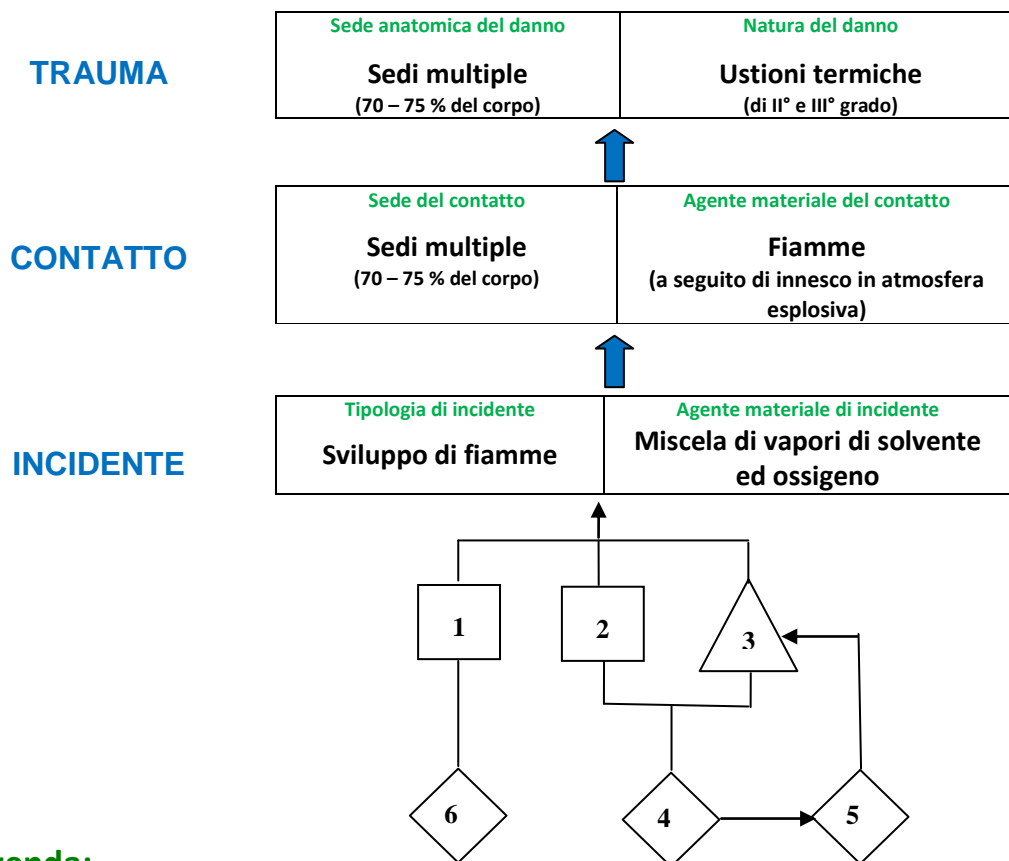 TRAUMA
Sede anatomica del danno
Sedi multiple
(70 – 75 % del corpo)
Natura del danno
Ustioni termiche
(di II° e III° grado)
CONTATTO
Sede del contatto
Sedi multiple
(70 – 75 % del corpo)
Agente materiale del contatto
Fiamme
(a seguito di innesco in atmosfera
esplosiva)
INCIDENTE
Tipologia di incidente
Sviluppo di fiamme
Agente materiale di incidente
Miscela di vapori di solvente
ed ossigeno
1
2
3
6
4
5